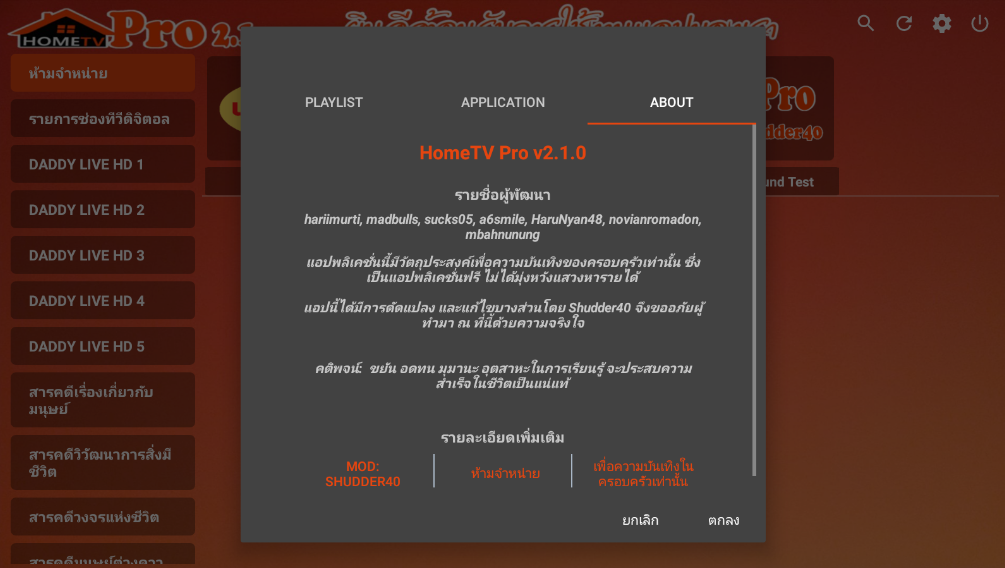 HOMETV Pro 2.
ห้ามจำหน่าย
รายการช่องทีวีดิจิตอล
DADDY LIVE HD 1
DADDY LIVE HD 2
DADDY LIVE HD 3
DADDY LIVE HD 4
DADDY LIVE HD 5
สารคดีเรื่องเกี่ยวกับ
มนุษย์
สารคดีวิวัฒนาการสิ่งมี
ชีวิต
สารคดีวงจรแห่งชีวิต
Pro
udder40
und Test
PLAYLIST
APPLICATION
ABOUT
HomeTV Pro v2.1.0
รายชื่อผู้พัฒนา
hariimurti, madbulls, sucks05, a6smile, HaruNyan48, novianromadon,
mbahnunung
แอปพลิเคชั่นนี้มีวัตถุประสงค์เพื่อความบันเทิงของครอบครัวเท่านั้น ซึ่ง
เป็นแอปพลิเคชั่นฟรี ไม่ได้มุ่งหวังแสวงหารายได้
แอปนี้ได้มีการดัดแปลง และแก้ไขบางส่วนโดย Shudder40 จึงขออภัยผู้
ทำมา ณ ที่นี้ด้วยความจริงใจ
คติพจน์: ขยัน อดทน มุมานะ อุตสาหะในการเรียนรู้ จะประสบความ
สำเร็จในชีวิตเป็นแน่แท้
รายละเอียดเพิ่มเติม
MOD:
SHUDDER40
ห้ามจำหน่าย
เพื่อความบันเทิงใน
ครอบครัวเท่านั้น
ยกเลิก
ตกลง